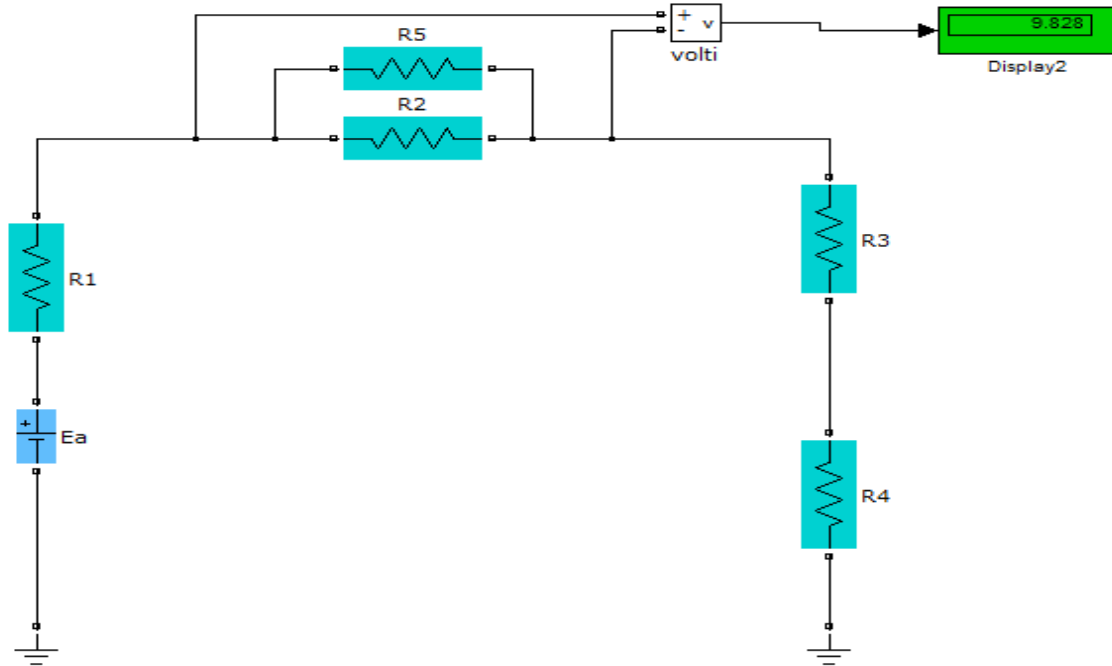 R5
+
-
v
volti
9.828
Display2
R2
R3
R1
+
Ea
R4